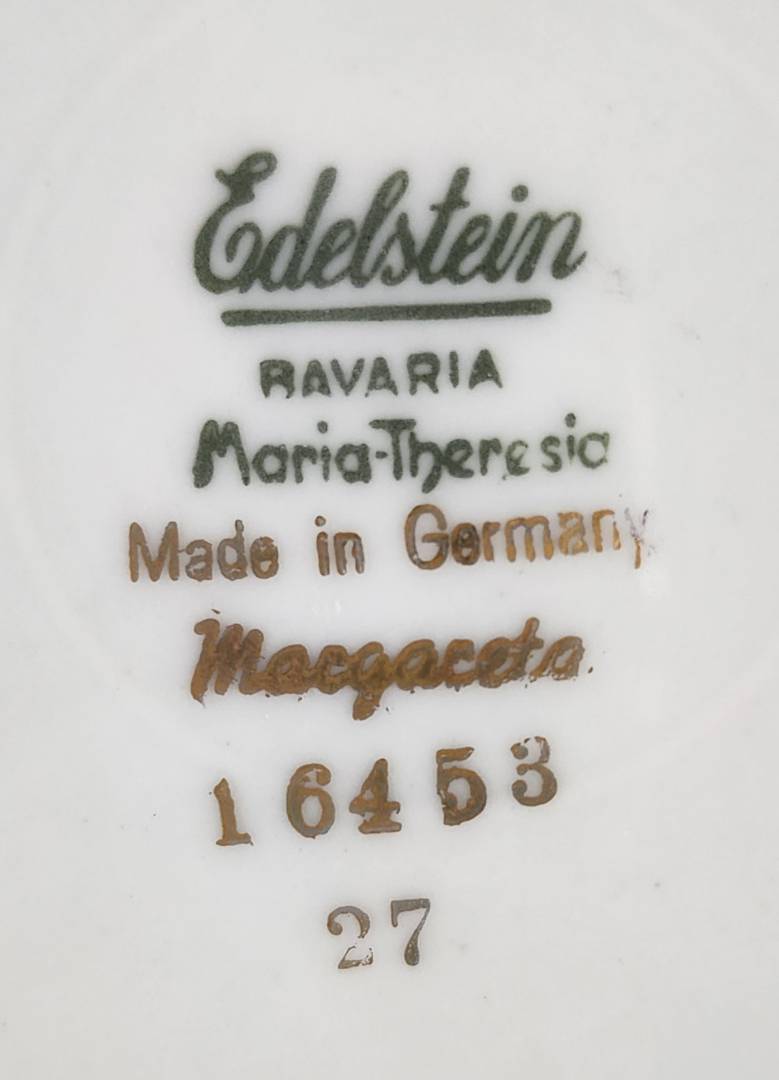 Edelstein
BAVARIA
Maria-Theresia
Made in Germany
Margareta
16453
27